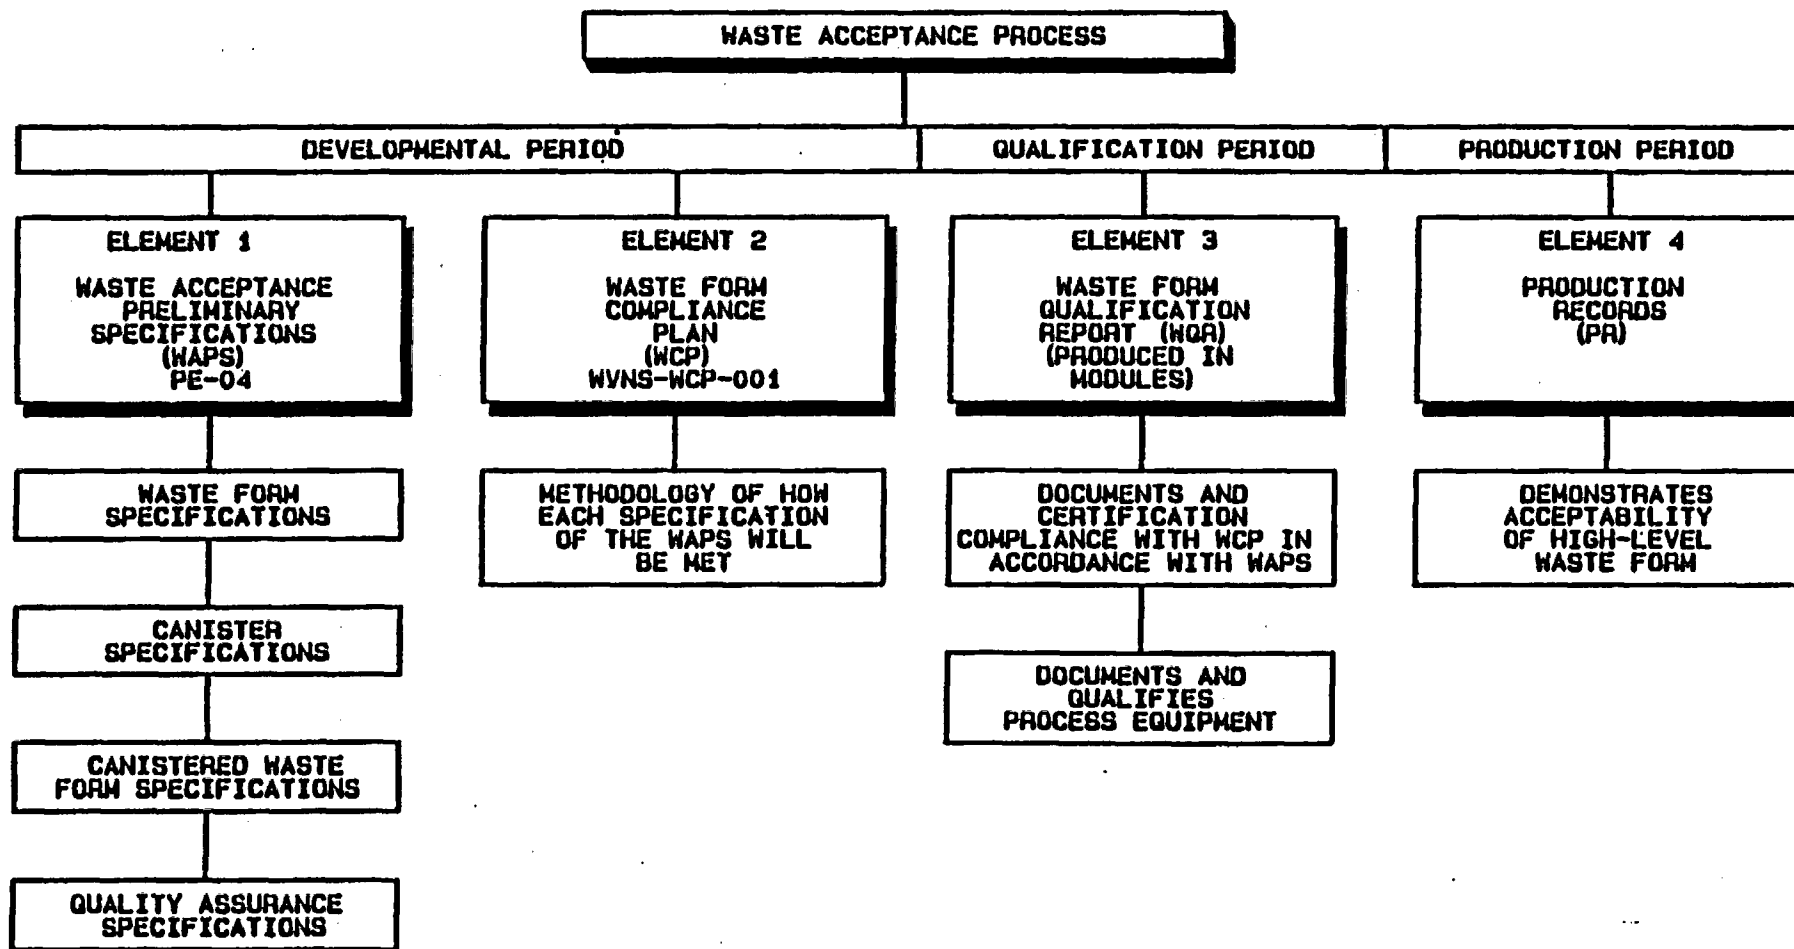 WASTE ACCEPTANCE PROCESS
DEVELOPMENTAL PERIOD
QUALIFICATION PERIOD
PRODUCTION PERIOD
ELEMENT 1
WASTE ACCEPTANCE
PRELIMINARY
SPECIFICATIONS
(WAPS)
PE-04
ELEMENT 2
WASTE FORM
COMPLIANCE
PLAN
(WCP)
WVNS-WCP-001
ELEMENT 3
WASTE FORM
QUALIFICATION
REPORT (WQR)
(PRODUCED IN
MODULES)
ELEMENT 4
PRODUCTION
RECORDS
(PR)
WASTE FORM
SPECIFICATIONS
METHODOLOGY OF HOW
EACH SPECIFICATION
OF THE WAPS WILL
BE MET
DOCUMENTS AND
CERTIFICATION
COMPLIANCE WITH WCP IN
ACCORDANCE WITH WAPS
DEMONSTRATES
ACCEPTABILITY
OF HIGH-LEVEL
WASTE FORM
CANISTER
SPECIFICATIONS
DOCUMENTS AND
QUALIFIES
PROCESS EQUIPMENT
CANISTERED WASTE
FORM SPECIFICATIONS
QUALITY ASSURANCE
SPECIFICATIONS